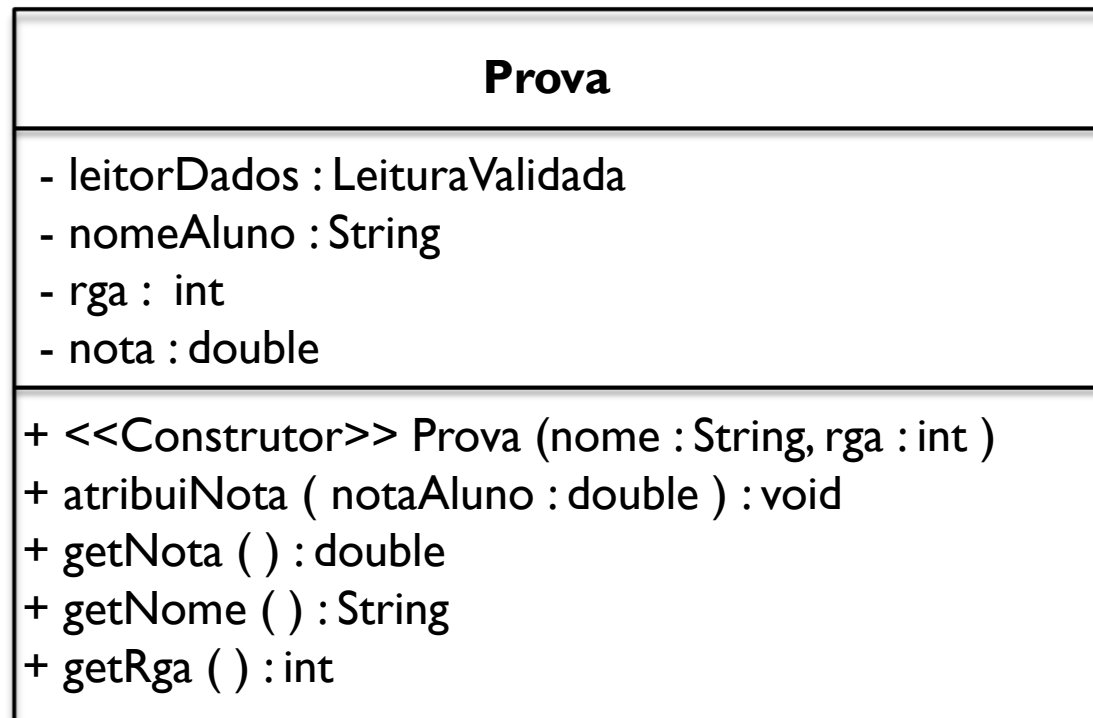 Prova
- leitorDados : LeituraValidada
- nomeAluno : String
- rga : int
- nota : double
+ <<Construtor>> Prova (nome : String, rga : int )
+ atribuiNota ( notaAluno : double ) : void
+ getNota ( ) : double
+ getNome ( ) : String
+ getRga ( ) : int